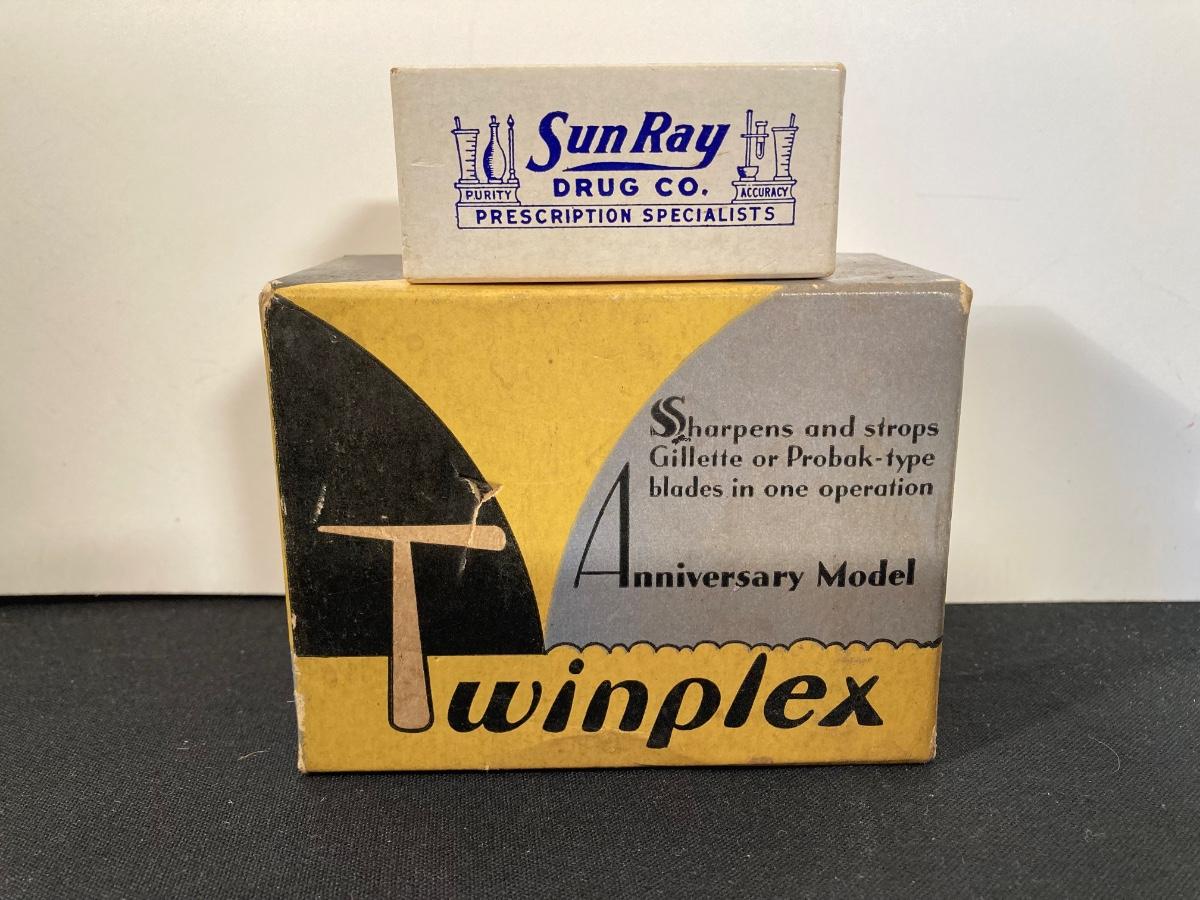 Sun Ray
DRUG CO.
PURITY
ACCURACY
PRESCRIPTION SPECIALISTS
Sharpens and strops
Gillette or Probak-type
blades in one operation
Anniversary Model
Twinplex